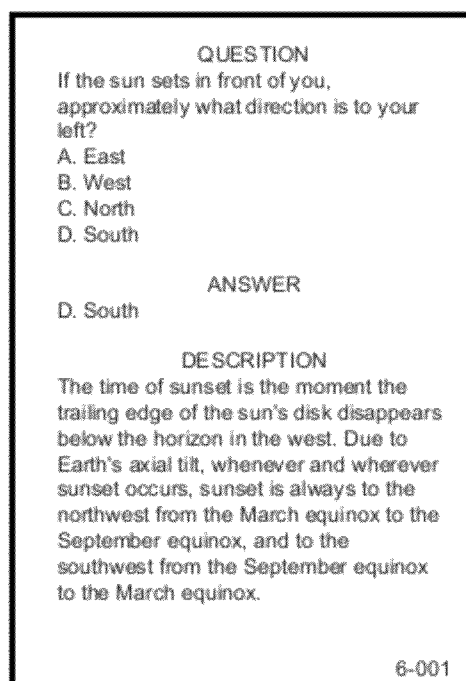 QUESTION
If the sun sets in front of you,
approximately what direction is to your
left?
A. East
B. West
C. North
D. South
ANSWER
D. South
DESCRIPTION
The time of sunset is the moment the
trailing edge of the sun's disk disappears
below the horizon in the west. Due to
Earth's axial tilt, whenever and wherever
sunset occurs, sunset is always to the
northwest from the March equinox to the
September equinox, and to the
southwest from the September equinox
to the March equinox.
6-001